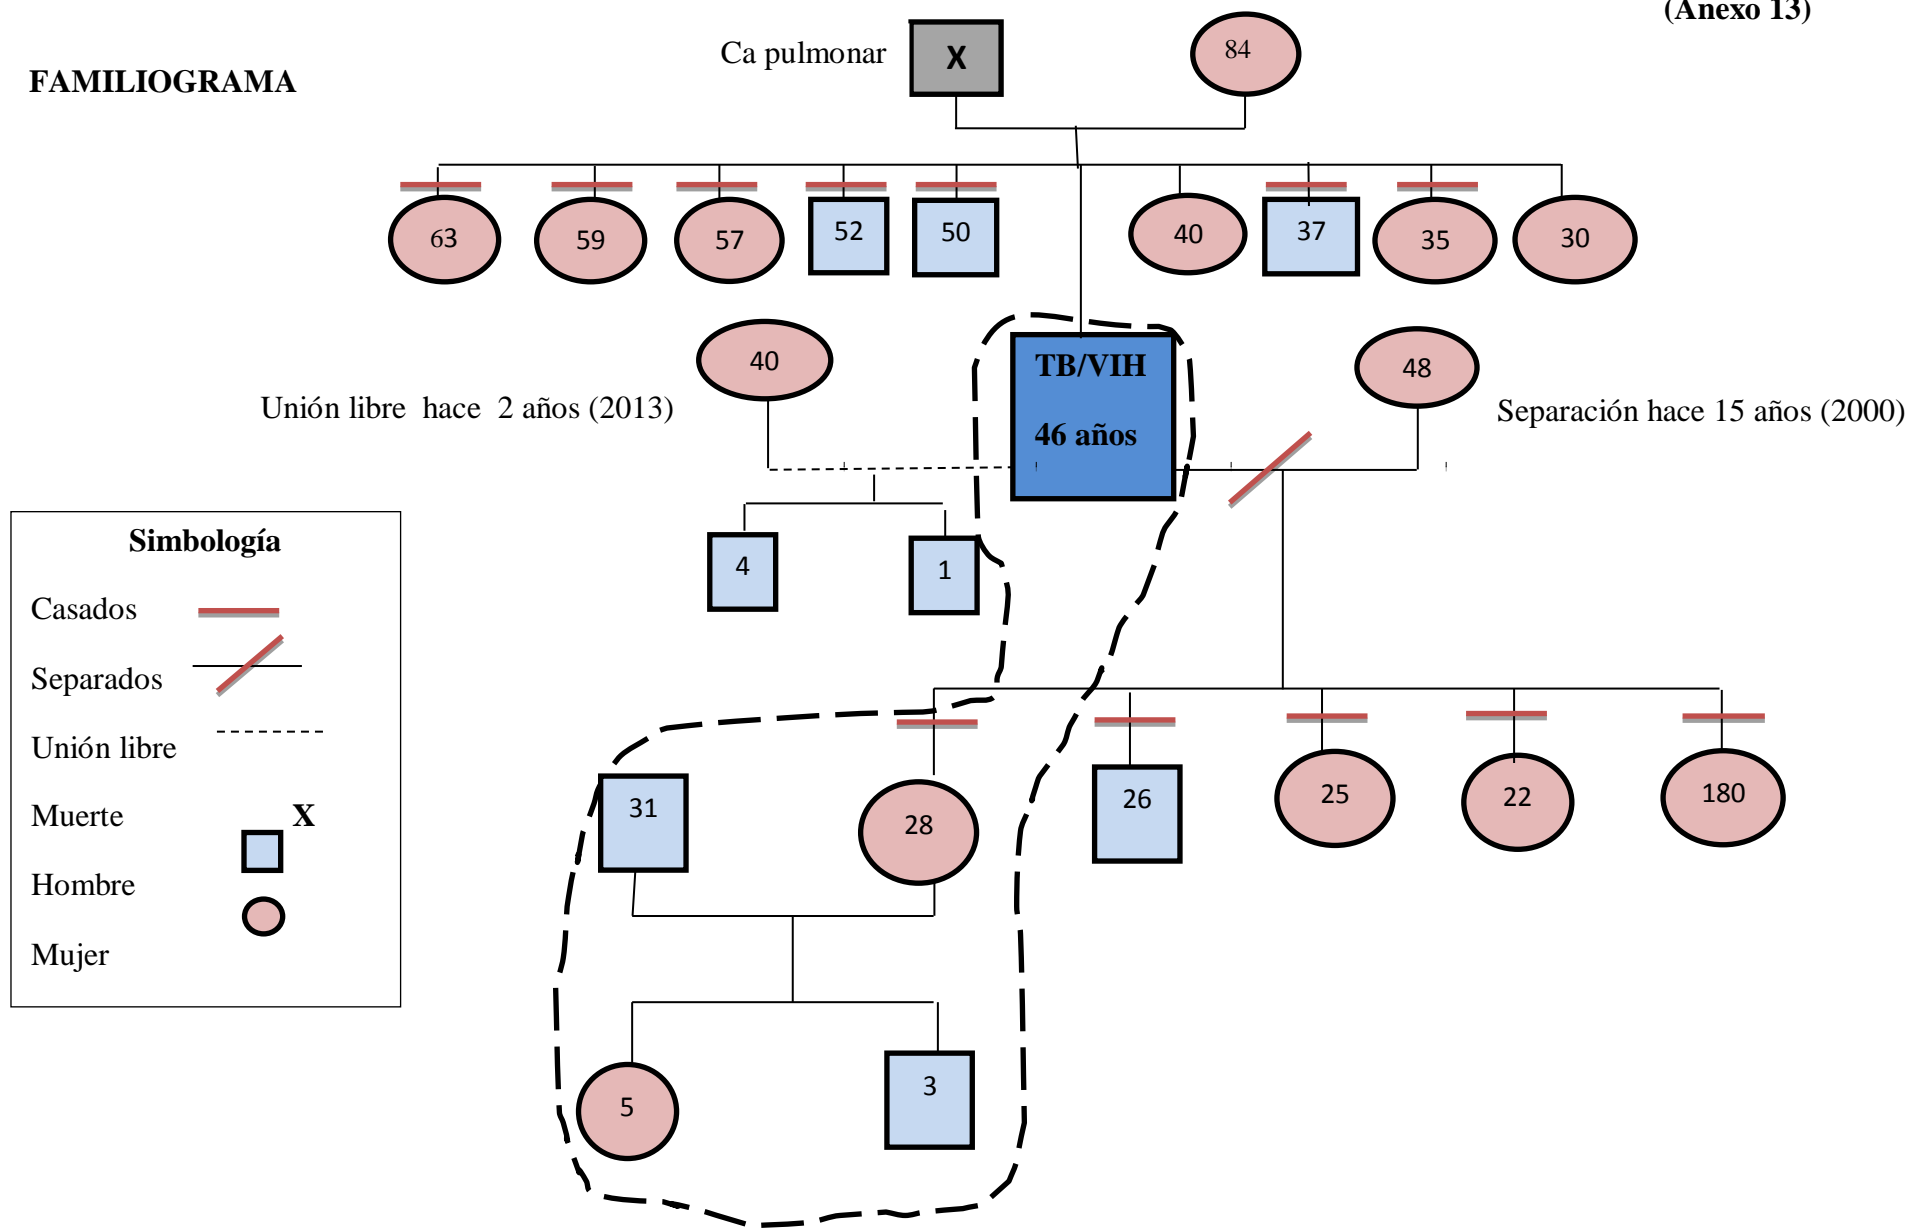 (Anexo 13)
Ca pulmonar X 84
FAMILIOGRAMA
63 59 57 52 50 40 37 35 30
40 TB/VIH 48
Unión libre hace 2 años (2013) 46 años Separación hace 15 años (2000)
Simbología
4 1
Casados
Separados
Unión libre
Muerte X
Hombre
Mujer
31 28 26 25 22 180
5 3